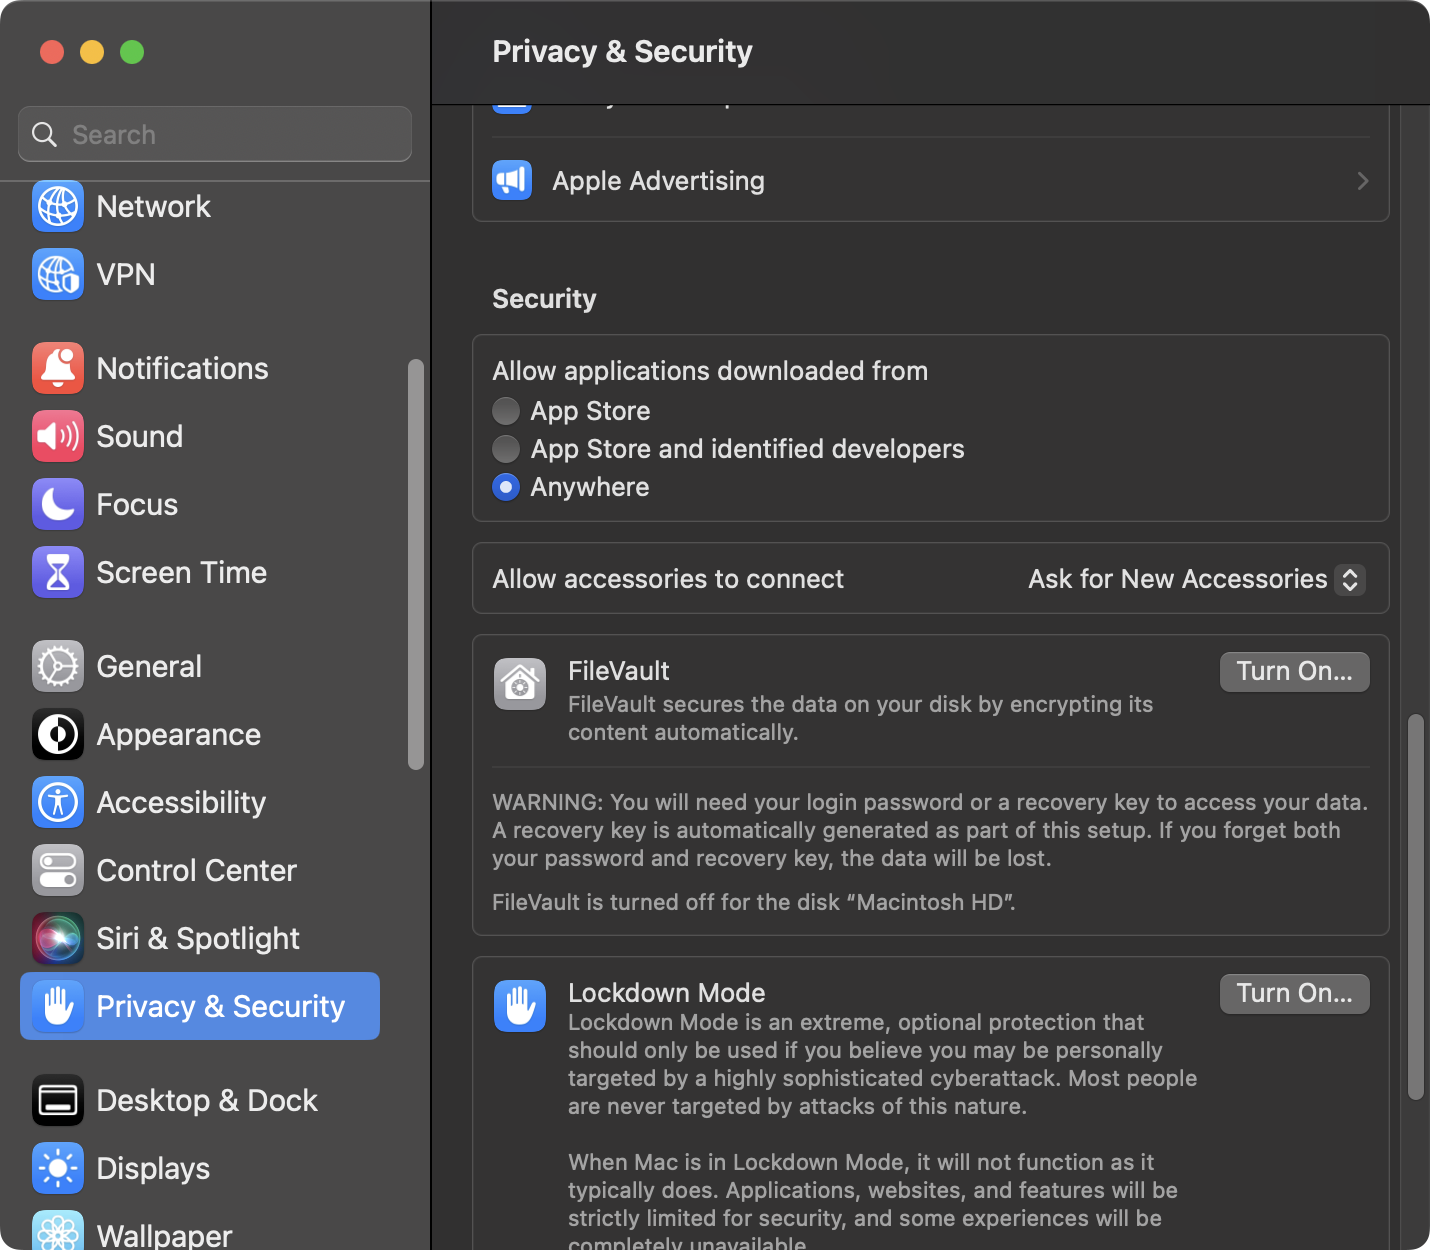 Privacy & Security
Search
Network
VPN
Notifications
Sound
Focus
Screen Time
General
Appearance
Accessibility
Control Center
Siri & Spotlight
Privacy & Security
Desktop & Dock
Displays
Wallpaper
Apple Advertising
Security
Allow applications downloaded from
App Store
App Store and identified developers
Anywhere
Allow accessories to connect
Ask for New Accessories
FileVault
Turn On...
FileVault secures the data on your disk by encrypting its
content automatically.
WARNING: You will need your login password or a recovery key to access your data.
A recovery key is automatically generated as part of this setup. If you forget both
your password and recovery key, the data will be lost.
FileVault is turned off for the disk “Macintosh HD”.
Lockdown Mode
Turn On...
Lockdown Mode is an extreme, optional protection that
should only be used if you believe you may be personally
targeted by a highly sophisticated cyberattack. Most people
are never targeted by attacks of this nature.
When Mac is in Lockdown Mode, it will not function as it
typically does. Applications, websites, and features will be
strictly limited for security, and some experiences will be
completely unavailable.